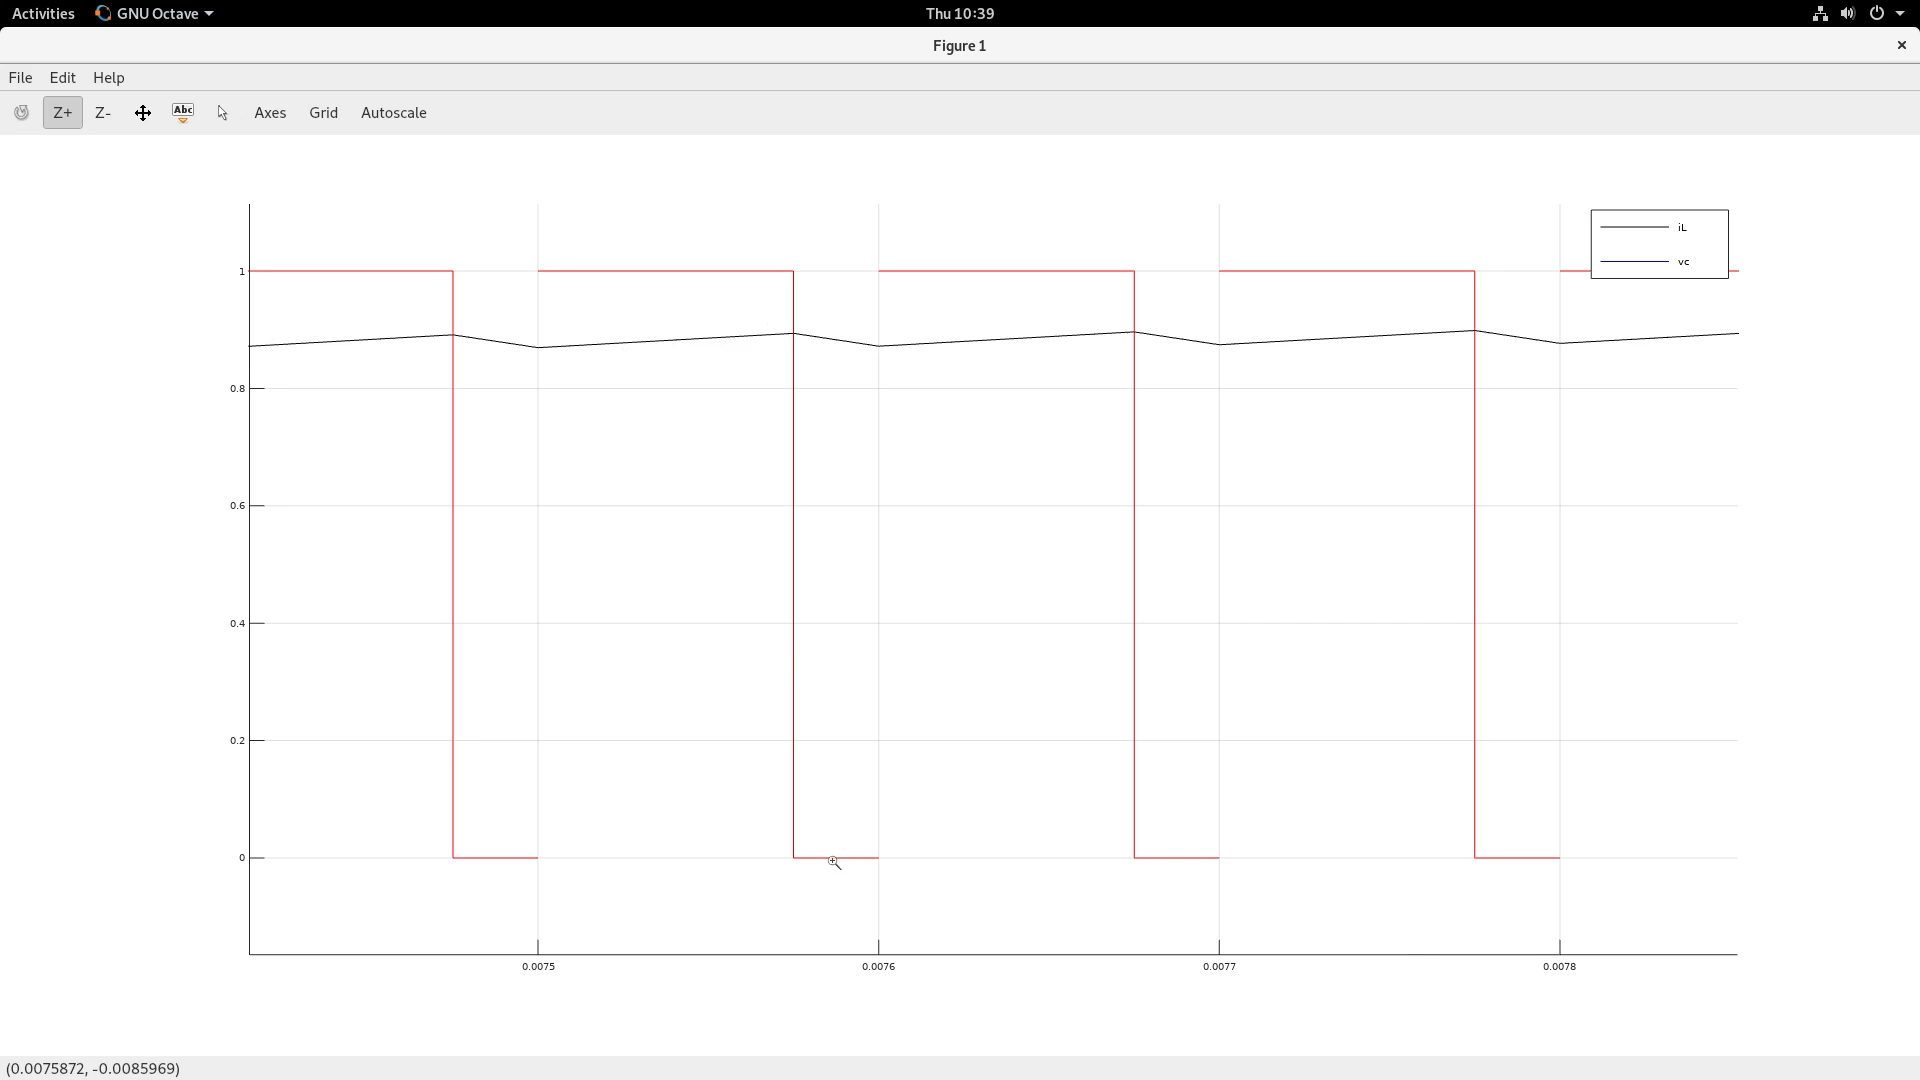 Activities GNU Octave Thu 10:39
Figure 1
File Edit Help
Z+ Z- Abc Axes Grid Autoscale
iL
vc
1
0.8
0.6
0.4
0.2
0
0.0075 0.0076 0.0077 0.0078
(0.0075872, -0.0085969)